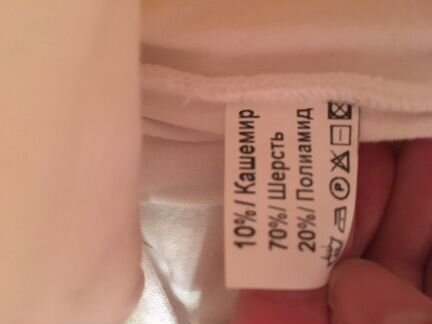 10%/ Кашемир
70%/ Шерсть
20%/ Полиамид
P